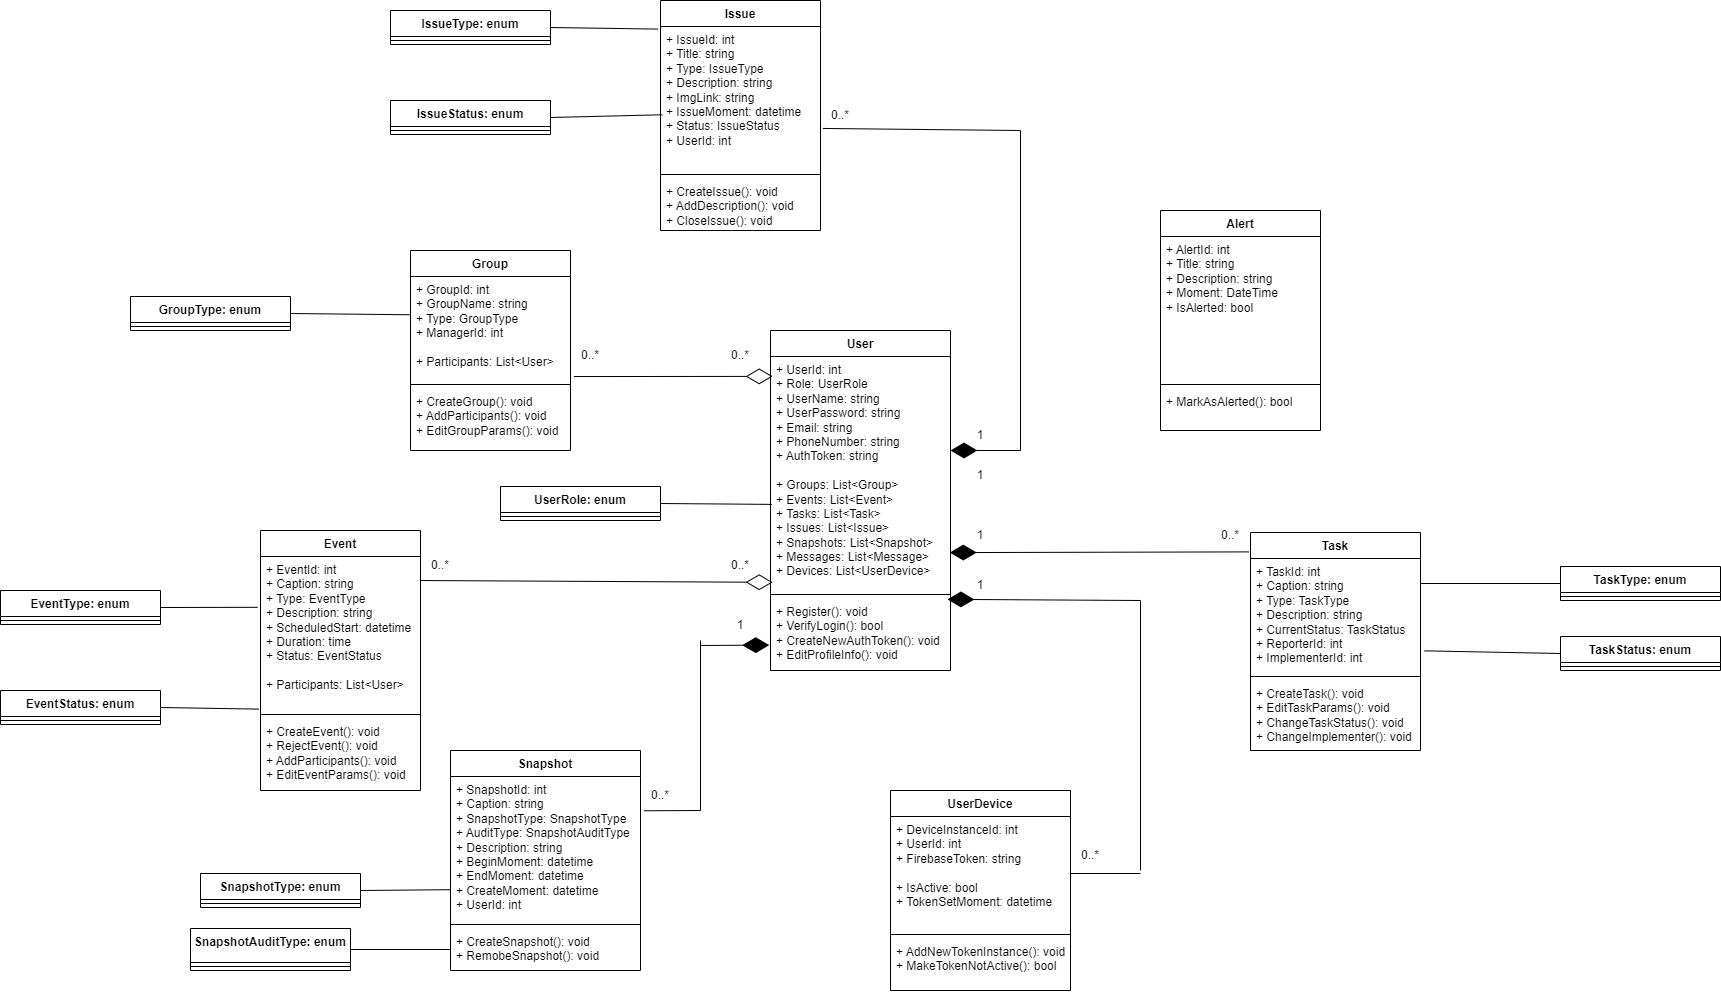 IssueType: enum
IssueStatus: enum
Issue
+ IssueId: int
+ Title: string
+ Type: IssueType
+ Description: string
+ ImgLink: string
+ IssueMoment: datetime
+ Status: IssueStatus
+ UserId: int
+ CreateIssue(): void
+ AddDescription(): void
+ CloseIssue(): void
0..*
Alert
+ AlertId: int
+ Title: string
+ Description: string
+ Moment: DateTime
+ IsAlerted: bool
+ MarkAsAlerted(): bool
GroupType: enum
Group
+ GroupId: int
+ GroupName: string
+ Type: GroupType
+ ManagerId: int
+ Participants: List<User>
+ CreateGroup(): void
+ AddParticipants(): void
+ EditGroupParams(): void
0..*
0..*
User
+ UserId: int
+ Role: UserRole
+ UserName: string
+ UserPassword: string
+ Email: string
+ PhoneNumber: string
+ AuthToken: string
+ Groups: List<Group>
+ Events: List<Event>
+ Tasks: List<Task>
+ Issues: List<Issue>
+ Snapshots: List<Snapshot>
+ Messages: List<Message>
+ Devices: List<UserDevice>
+ Register(): void
+ VerifyLogin(): bool
+ CreateNewAuthToken(): void
+ EditProfileInfo(): void
1
1
1
1
UserRole: enum
0..*
0..*
1
EventType: enum
EventStatus: enum
Event
+ EventId: int
+ Caption: string
+ Type: EventType
+ Description: string
+ ScheduledStart: datetime
+ Duration: time
+ Status: EventStatus
+ Participants: List<User>
+ CreateEvent(): void
+ RejectEvent(): void
+ AddParticipants(): void
+ EditEventParams(): void
0..*
Task
+ TaskId: int
+ Caption: string
+ Type: TaskType
+ Description: string
+ CurrentStatus: TaskStatus
+ ReporterId: int
+ ImplementerId: int
+ CreateTask(): void
+ EditTaskParams(): void
+ ChangeTaskStatus(): void
+ ChangeImplementer(): void
TaskType: enum
TaskStatus: enum
Snapshot
+ SnapshotId: int
+ Caption: string
+ SnapshotType: SnapshotType
+ AuditType: SnapshotAuditType
+ Description: string
+ BeginMoment: datetime
+ EndMoment: datetime
+ CreateMoment: datetime
+ UserId: int
+ CreateSnapshot(): void
+ RemobeSnapshot(): void
0..*
SnapshotType: enum
SnapshotAuditType: enum
UserDevice
+ DeviceInstanceId: int
+ UserId: int
+ FirebaseToken: string
+ IsActive: bool
+ TokenSetMoment: datetime
+ AddNewTokenInstance(): void
+ MakeTokenNotActive(): bool
0..*